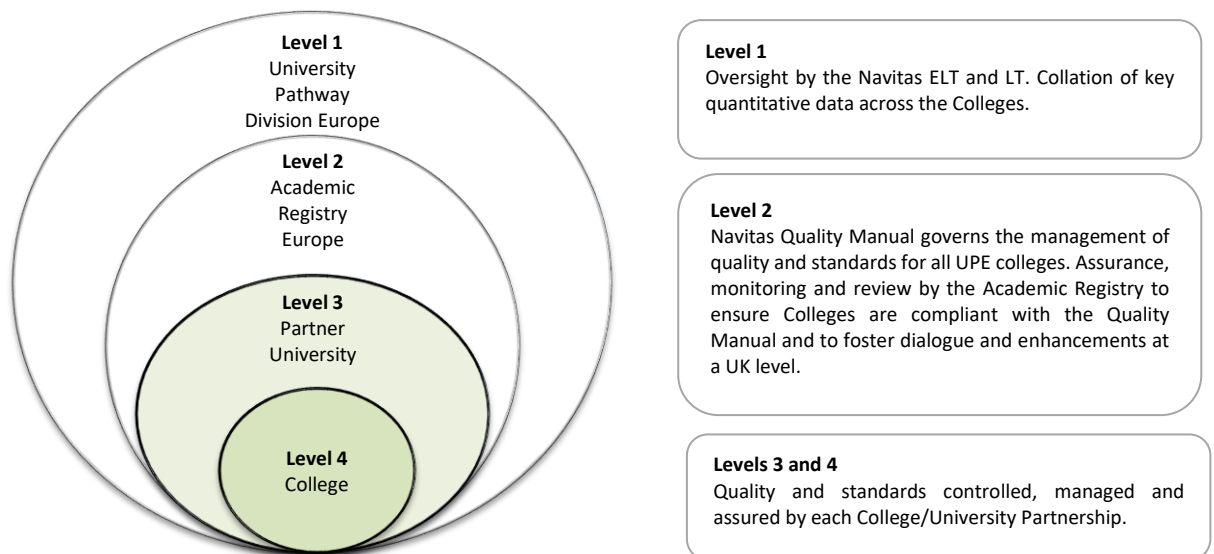 Level 1
University
Pathway
Division Europe
Level 2
Academic
Registry
Europe
Level 3
Partner
University
Level 4
College
Level 1
Oversight by the Navitas ELT and LT. Collation of key
quantitative data across the Colleges.
Level 2
Navitas Quality Manual governs the management of
quality and standards for all UPE colleges. Assurance,
monitoring and review by the Academic Registry to
ensure Colleges are compliant with the Quality
Manual and to foster dialogue and enhancements at
a UK level.
Levels 3 and 4
Quality and standards controlled, managed and
assured by each College/University Partnership.